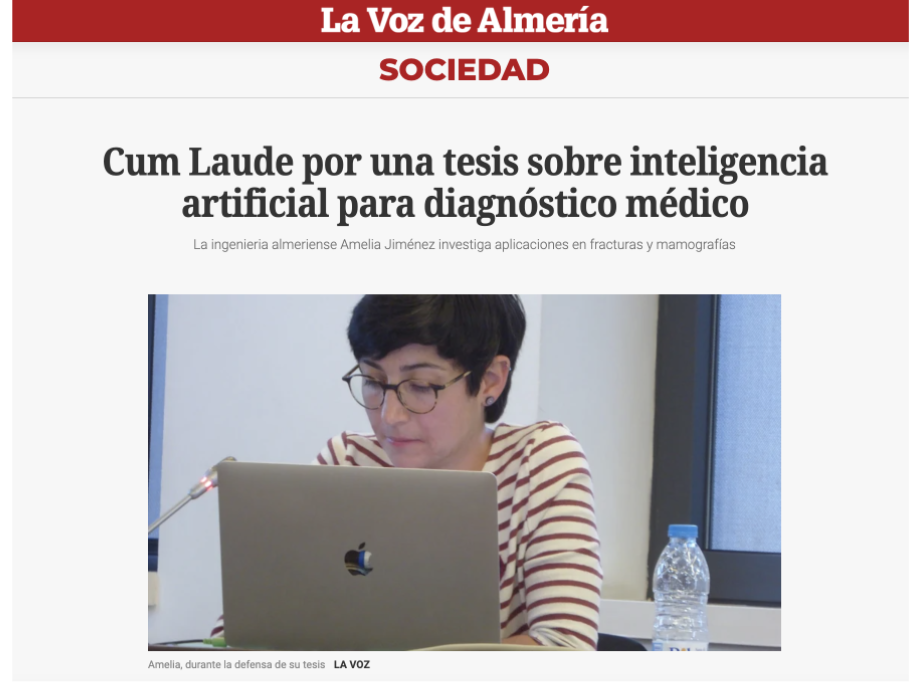 La Voz de Almería
SOCIEDAD
Cum Laude por una tesis sobre inteligencia
artificial para diagnóstico médico
La ingenieria almeriense Amelia Jiménez investiga aplicaciones en fracturas y mamografías
Amelia, durante la defensa de su tesis LA VOZ